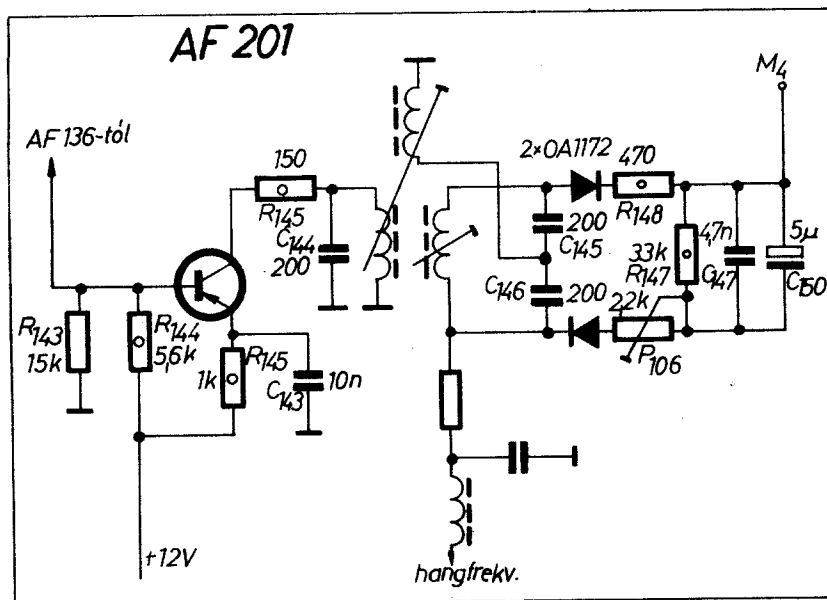 AF 201
M4
AF 136-tól
2×OA1172
150
470
R145
R148
C144
200
200
C145
4,7n
5µ
33k
R147
C147
C150
C146
200
22k
P106
R143
15k
R144
5,6k
R145
1k
C143
10n
+12V
hangfrekv.